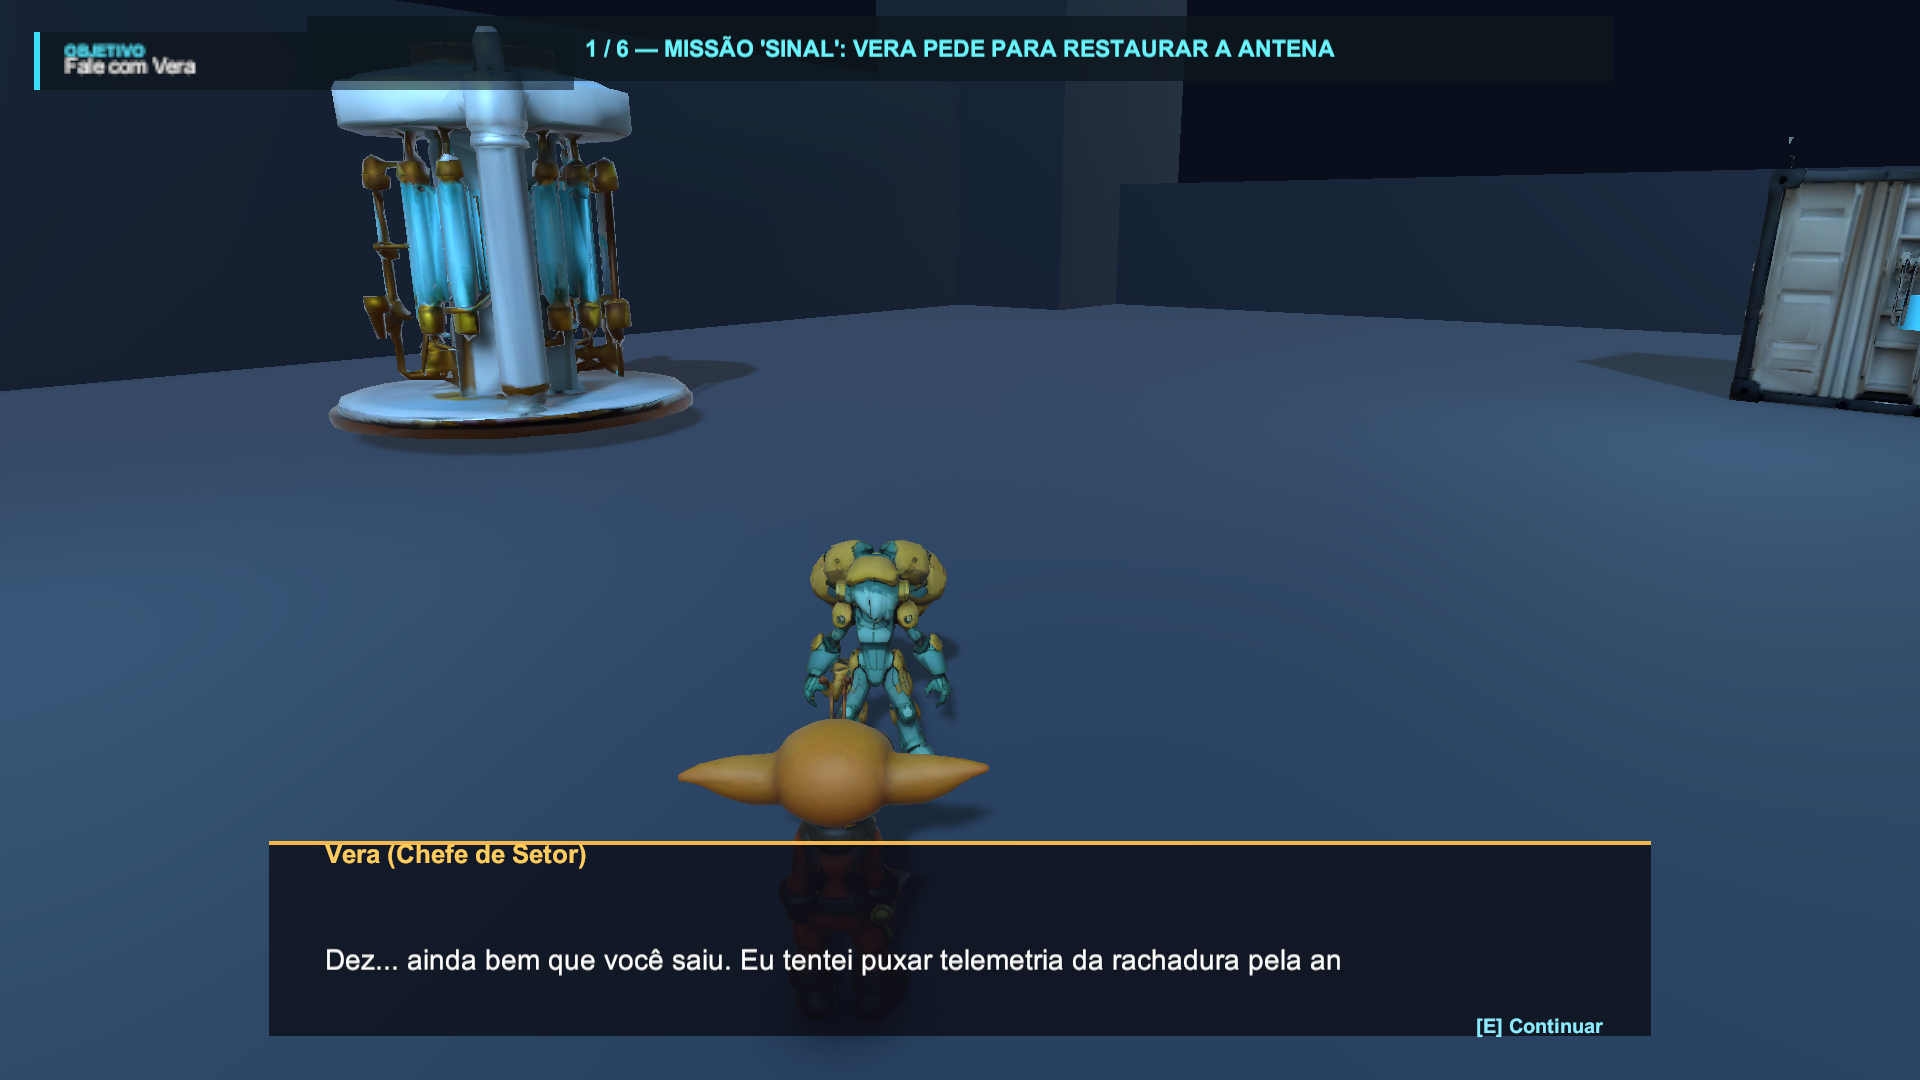 OBJETIVO
Fale com Vera
1 / 6 — MISSÃO 'SINAL': VERA PEDE PARA RESTAURAR A ANTENA
Vera (Chefe de Setor)
Dez... ainda bem que você saiu. Eu tentei puxar telemetria da rachadura pela an
[E] Continuar